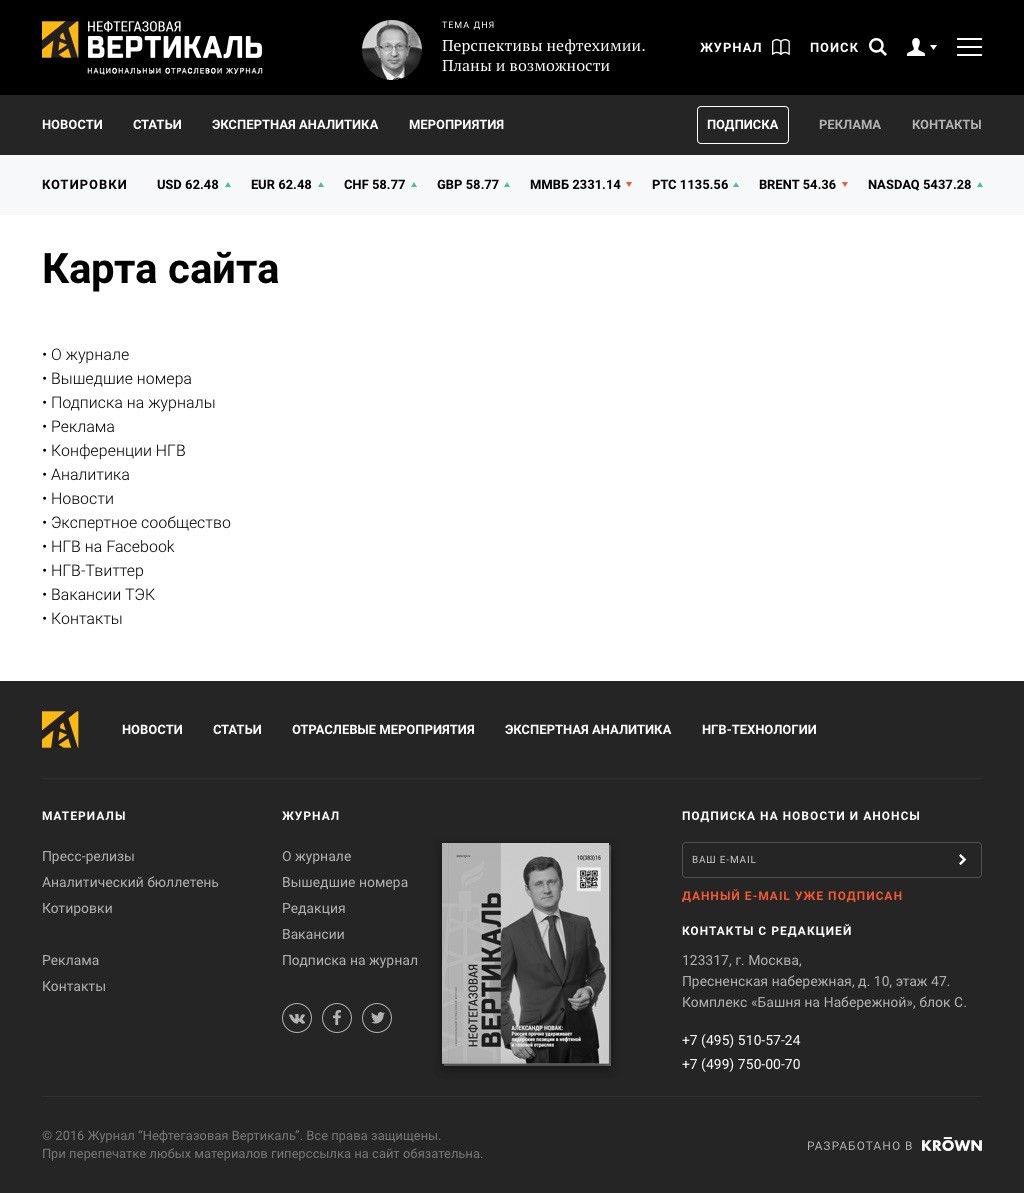 НЕФТЕГАЗОВАЯ
ВЕРТИКАЛЬ
НАЦИОНАЛЬНЫЙ ОТРАСЛЕВОЙ ЖУРНАЛ
ТЕМА ДНЯ
Перспективы нефтехимии.
Планы и возможности
ЖУРНАЛ ПОИСК
НОВОСТИ СТАТЬИ ЭКСПЕРТНАЯ АНАЛИТИКА МЕРОПРИЯТИЯ ПОДПИСКА РЕКЛАМА КОНТАКТЫ
КОТИРОВКИ USD 62.48 EUR 62.48 CHF 58.77 GBP 58.77 ММВБ 2331.14 РТС 1135.56 BRENT 54.36 NASDAQ 5437.28
Карта сайта
• О журнале
• Вышедшие номера
• Подписка на журналы
• Реклама
• Конференции НГВ
• Аналитика
• Новости
• Экспертное сообщество
• НГВ на Facebook
• НГВ-Твиттер
• Вакансии ТЭК
• Контакты
НОВОСТИ СТАТЬИ ОТРАСЛЕВЫЕ МЕРОПРИЯТИЯ ЭКСПЕРТНАЯ АНАЛИТИКА НГВ-ТЕХНОЛОГИИ
МАТЕРИАЛЫ
Пресс-релизы
Аналитический бюллетень
Котировки
Реклама
Контакты
ЖУРНАЛ
О журнале
Вышедшие номера
Редакция
Вакансии
Подписка на журнал
10(383)16
НЕФТЕГАЗОВАЯ
ВЕРТИКАЛЬ
АЛЕКСАНДР НОВАК:
Россия прочно удерживает
лидерские позиции в нефтяной
и газовой отраслях
ПОДПИСКА НА НОВОСТИ И АНОНСЫ
ВАШ E-MAIL
ДАННЫЙ E-MAIL УЖЕ ПОДПИСАН
КОНТАКТЫ С РЕДАКЦИЕЙ
123317, г. Москва,
Пресненская набережная, д. 10, этаж 47.
Комплекс «Башня на Набережной», блок С.
+7 (495) 510-57-24
+7 (499) 750-00-70
© 2016 Журнал “Нефтегазовая Вертикаль”. Все права защищены.
При перепечатке любых материалов гиперссылка на сайт обязательна.
РАЗРАБОТАНО В KRŌWN